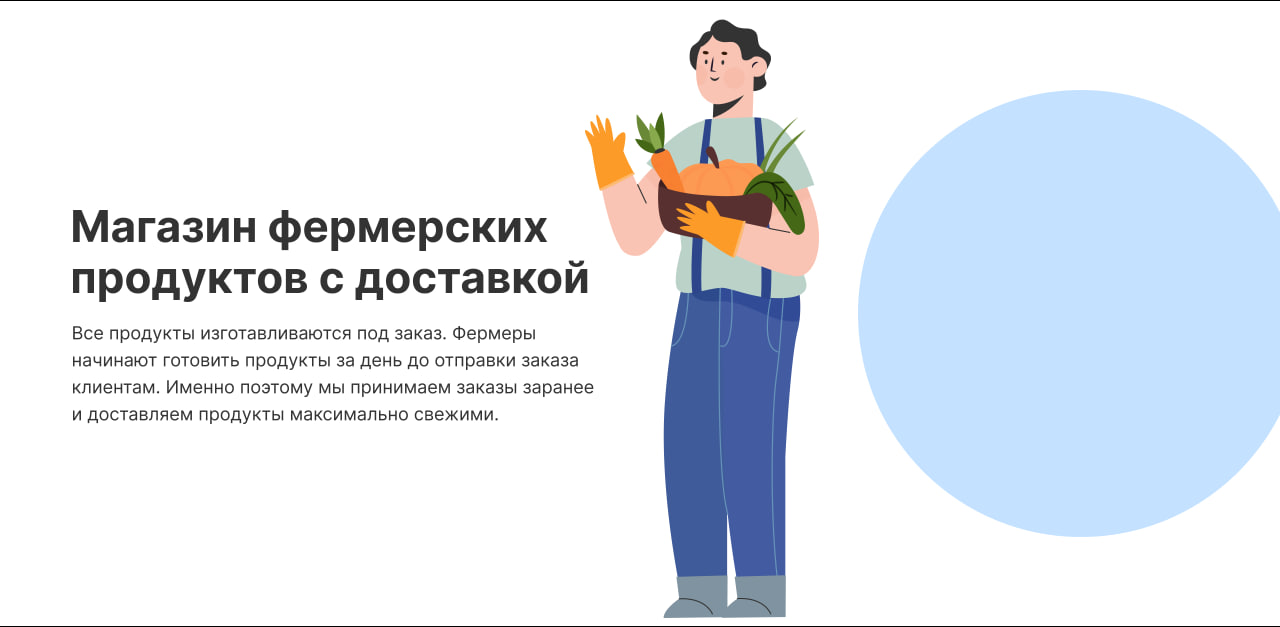 Магазин фермерских
продуктов с доставкой
Все продукты изготавливаются под заказ. Фермеры
начинают готовить продукты за день до отправки заказа
клиентам. Именно поэтому мы принимаем заказы заранее
и доставляем продукты максимально свежими.